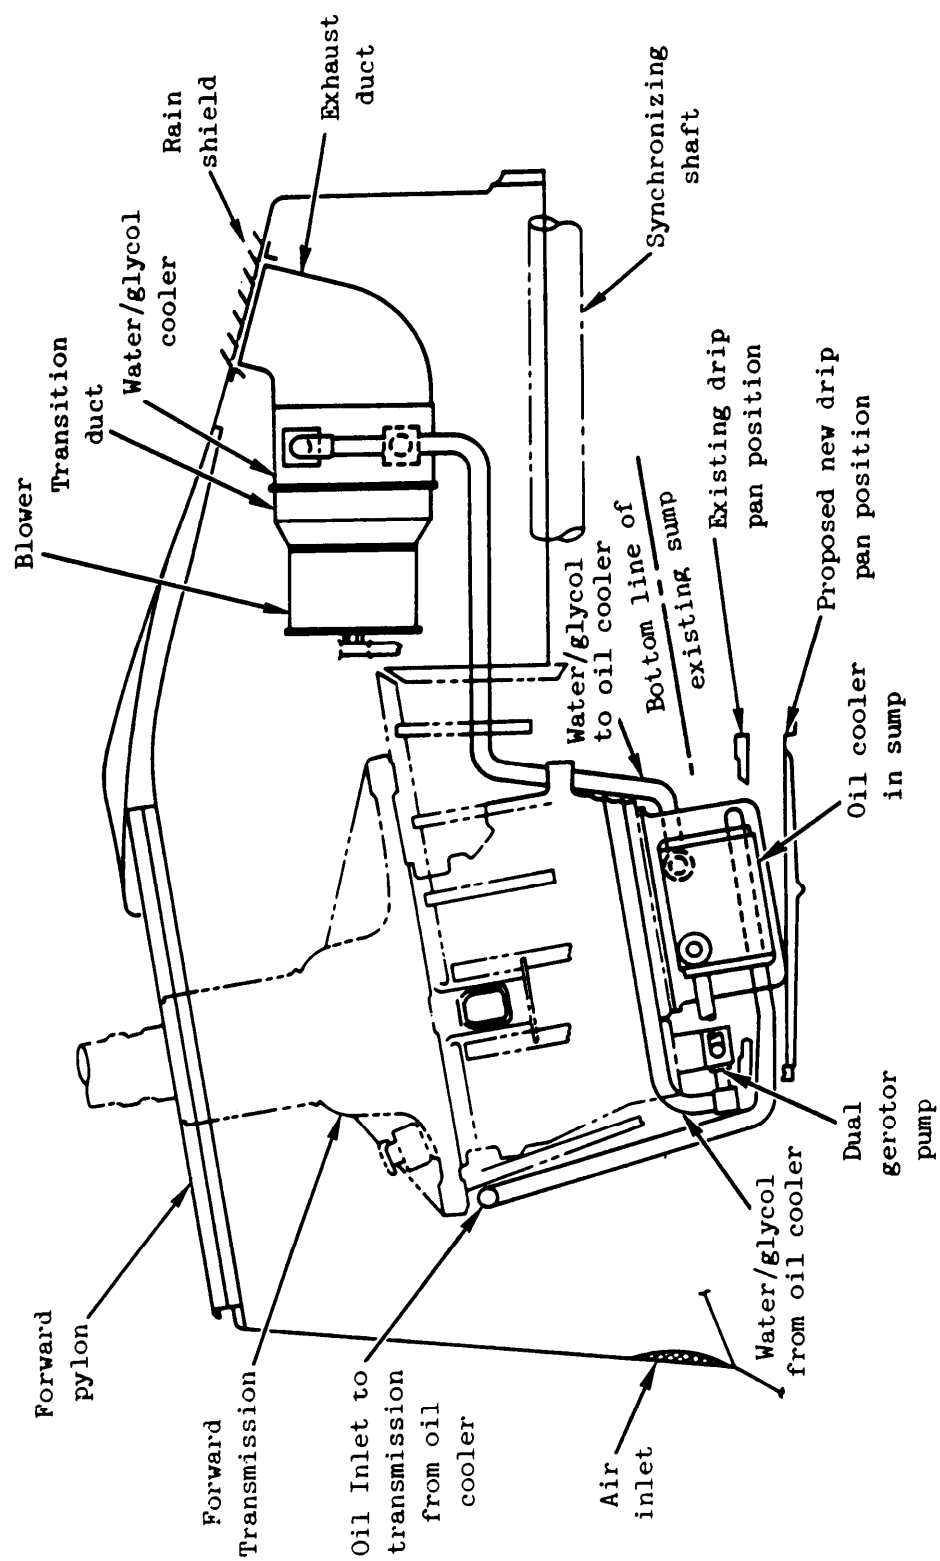 Forward
pylon
Forward
Transmission
Oil Inlet to
transmission
from oil
cooler
Air
inlet
Water/glycol
from oil cooler
Dual
gerotor
pump
Blower
Transition
duct
Water/glycol
cooler
Rain
shield
Exhaust
duct
Synchronizing
shaft
Water/glycol
to oil cooler
Bottom line of
existing sump
Existing drip
pan position
Proposed new drip
pan position
Oil cooler
in sump